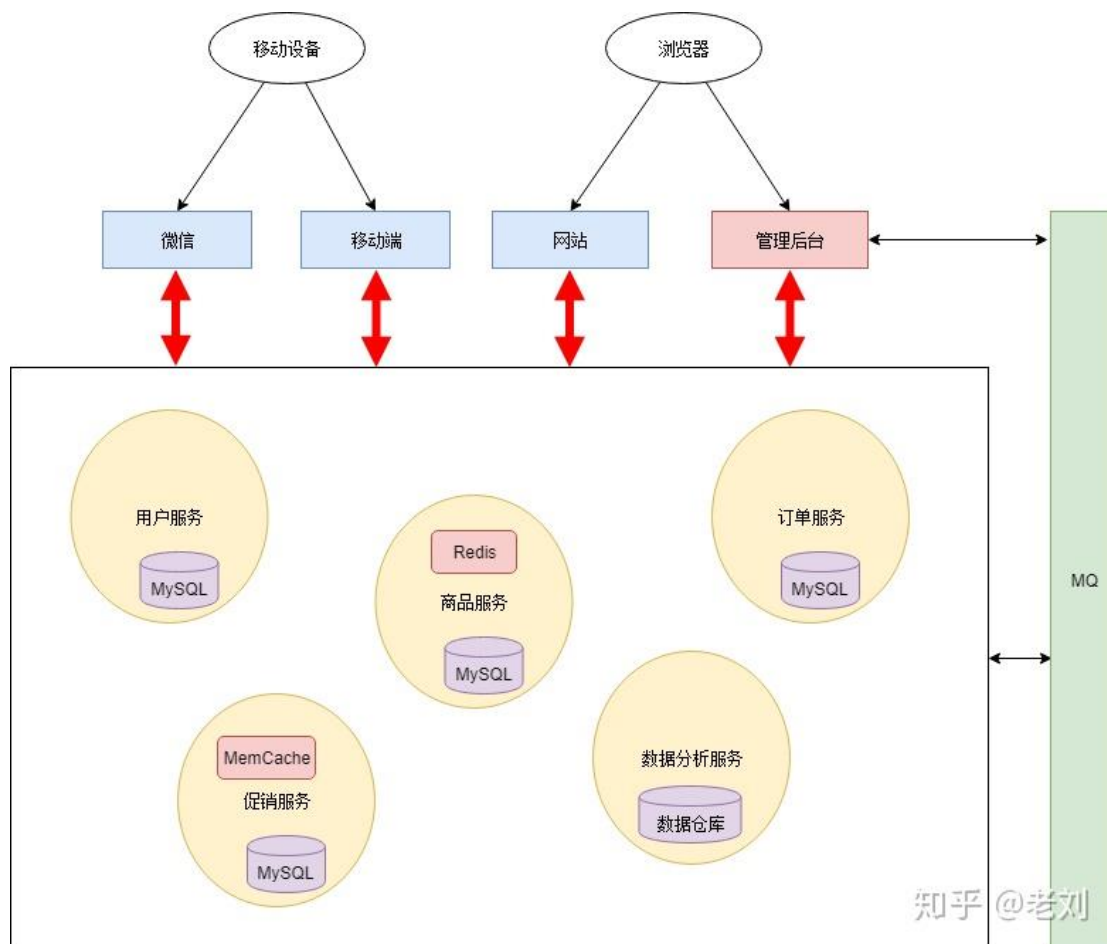 移动设备
浏览器
微信
移动端
网站
管理后台
用户服务
MySQL
Redis
商品服务
MySQL
订单服务
MySQL
MQ
MemCache
促销服务
MySQL
数据分析服务
数据仓库
知乎 @老刘